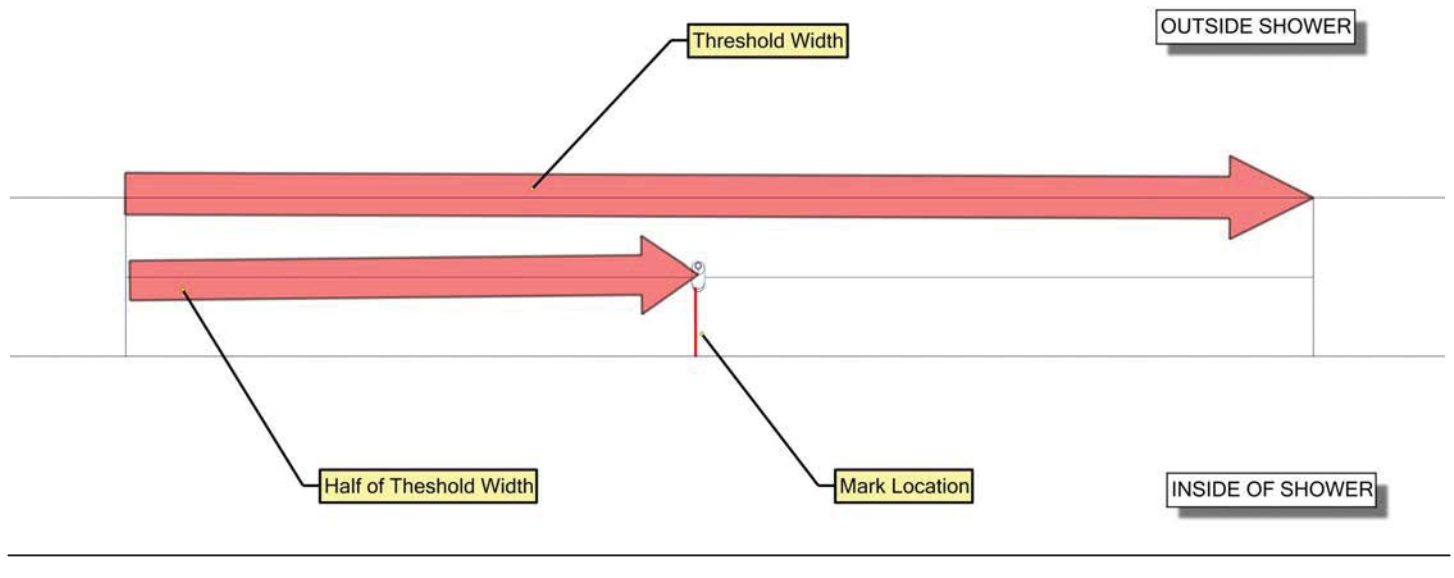 OUTSIDE SHOWER
Threshold Width
Half of Theshold Width
Mark Location
INSIDE OF SHOWER